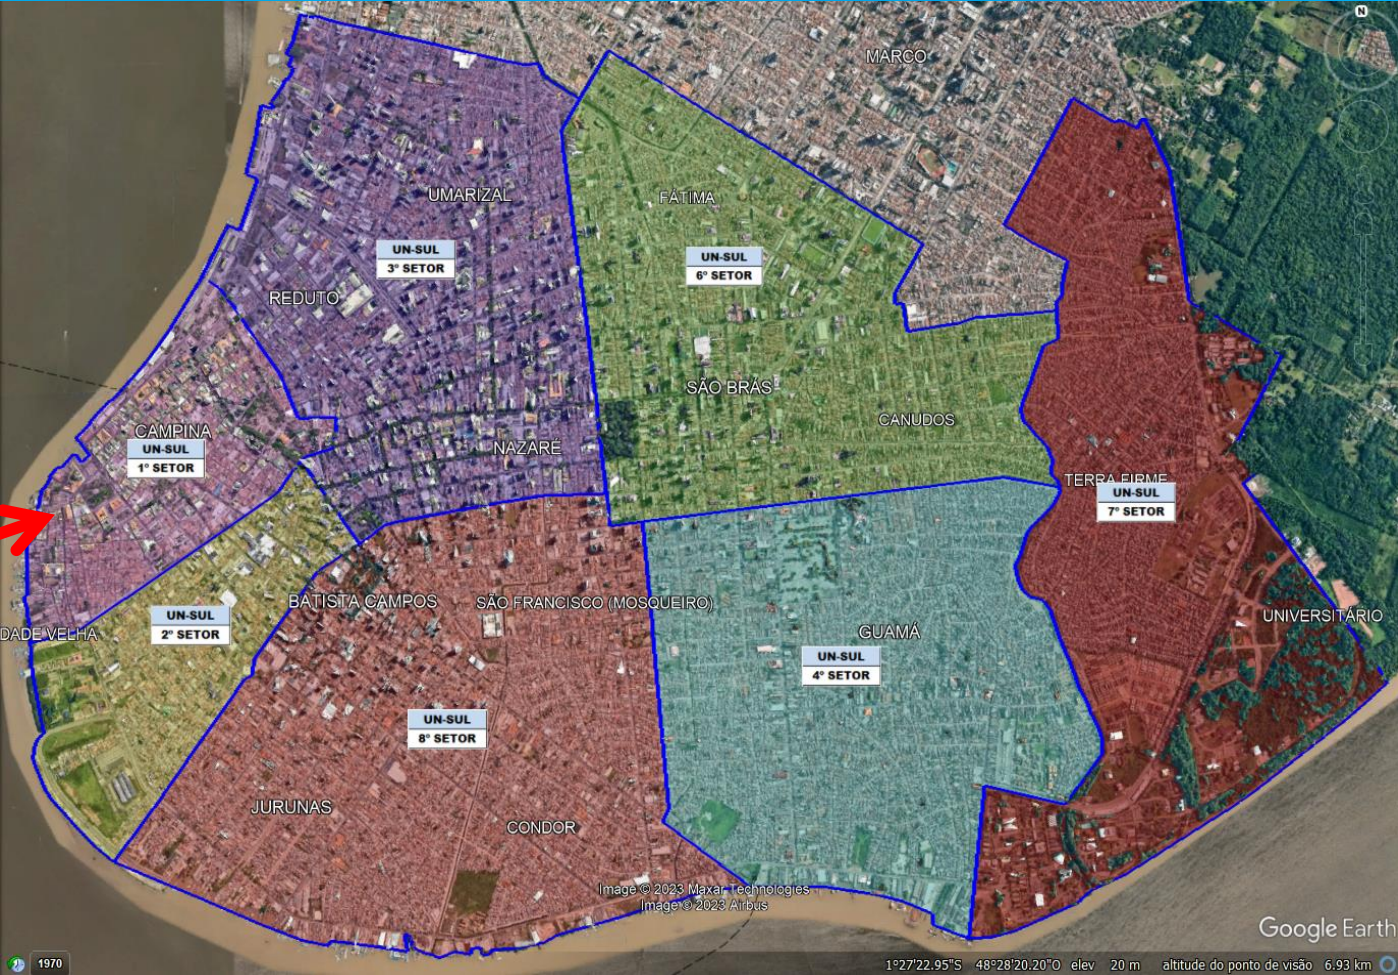 N
MARCO
UMARIZAL
FÁTIMA
UN-SUL
3º SETOR
UN-SUL
6º SETOR
REDUTO
SÃO BRÁS
CANUDOS
CAMPINA
UN-SUL
1º SETOR
NAZARÉ
TERRA FIRME
UN-SUL
7º SETOR
BATISTA CAMPOS
SÃO FRANCISCO (MOSQUEIRO)
UN-SUL
2º SETOR
DADE VELHA
UNIVERSITÁRIO
GUAMÁ
UN-SUL
4º SETOR
UN-SUL
8º SETOR
JURUNAS
CONDOR
Image © 2023 Maxar Technologies
Image © 2023 Airbus
Google Earth
1970
1°27'22.95"S 48°28'20.20"O elev 20 m altitude do ponto de visão 6.93 km